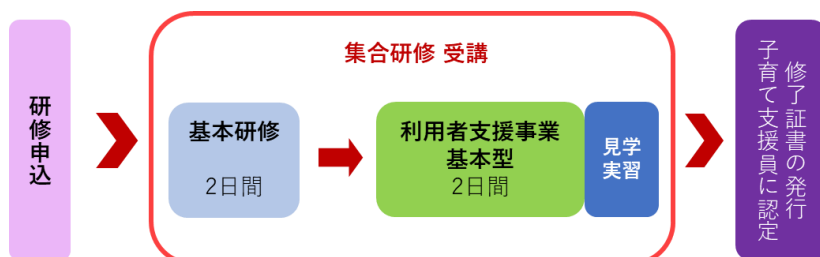 研修申込
集合研修 受講
基本研修
2日間
利用者支援事業
基本型
2日間
見学
実習
修了証書の発行
子育て支援員に認定